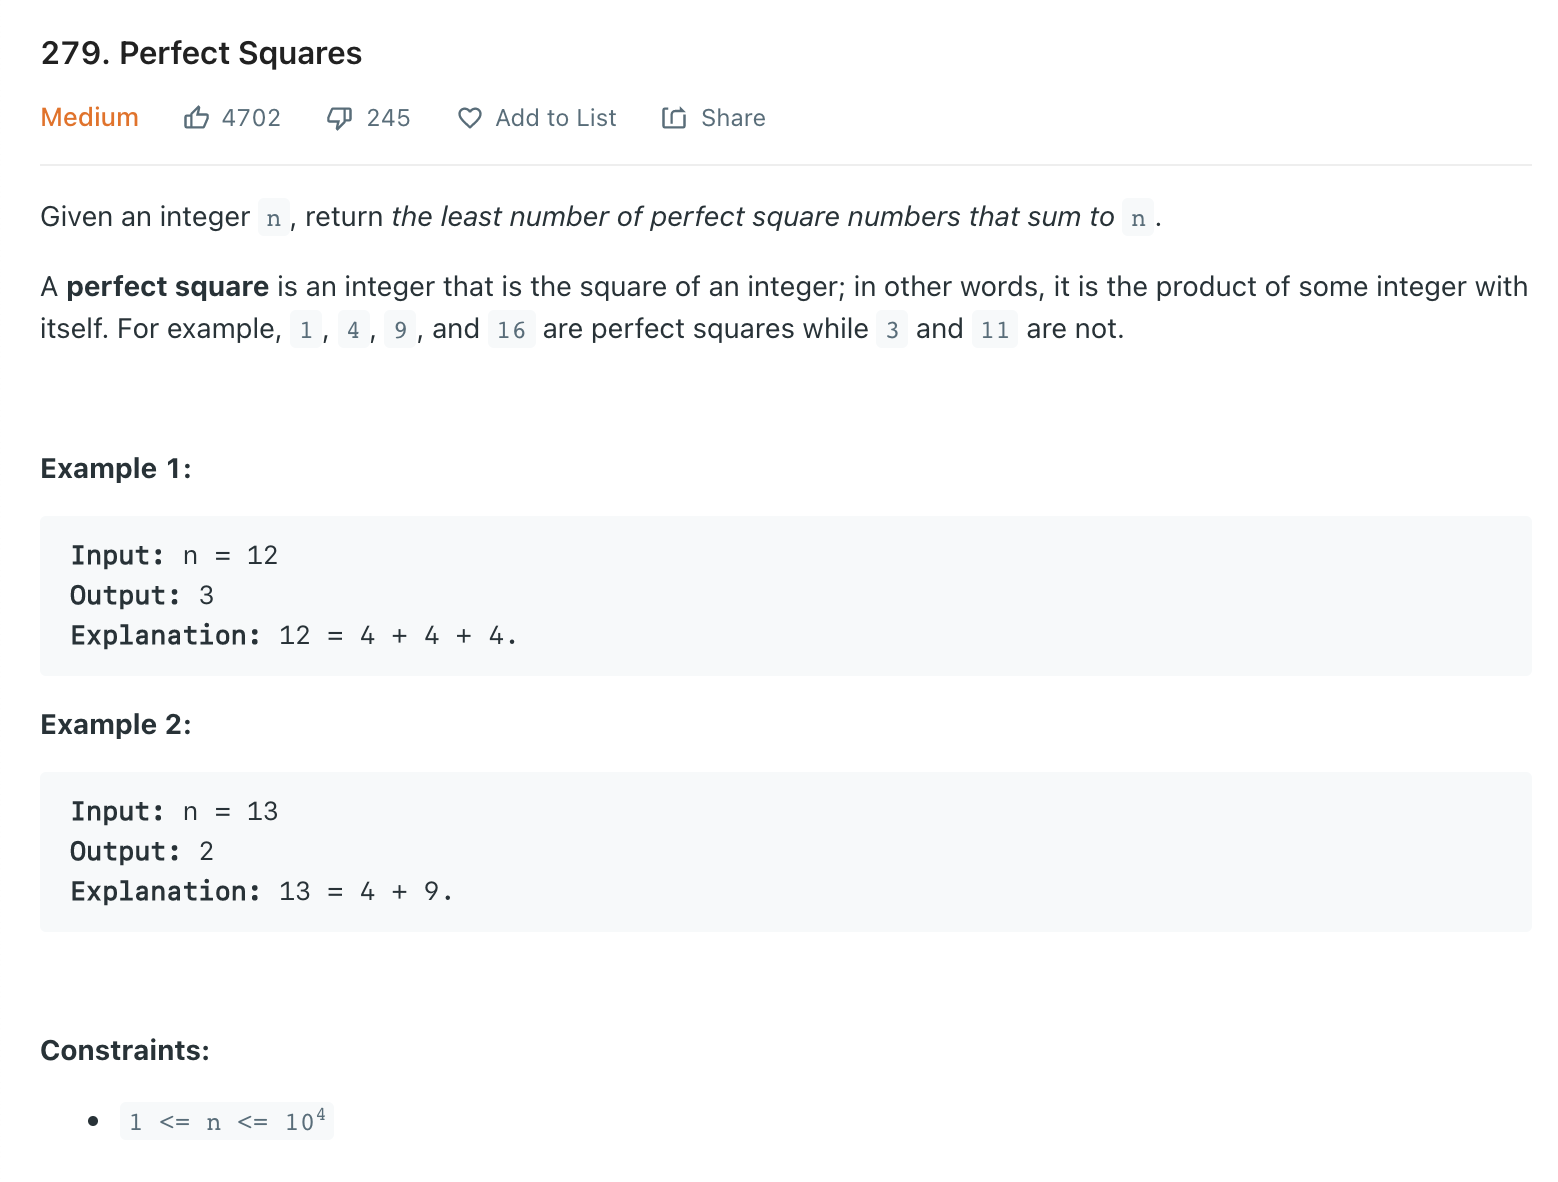 279. Perfect Squares
Medium 4702 245 Add to List Share
Given an integer n, return the least number of perfect square numbers that sum to n.
A perfect square is an integer that is the square of an integer; in other words, it is the product of some integer with
itself. For example, 1, 4, 9, and 16 are perfect squares while 3 and 11 are not.
Example 1:
Input: n = 12
Output: 3
Explanation: 12 = 4 + 4 + 4.
Example 2:
Input: n = 13
Output: 2
Explanation: 13 = 4 + 9.
Constraints:
• 1 <= n <= 10⁴